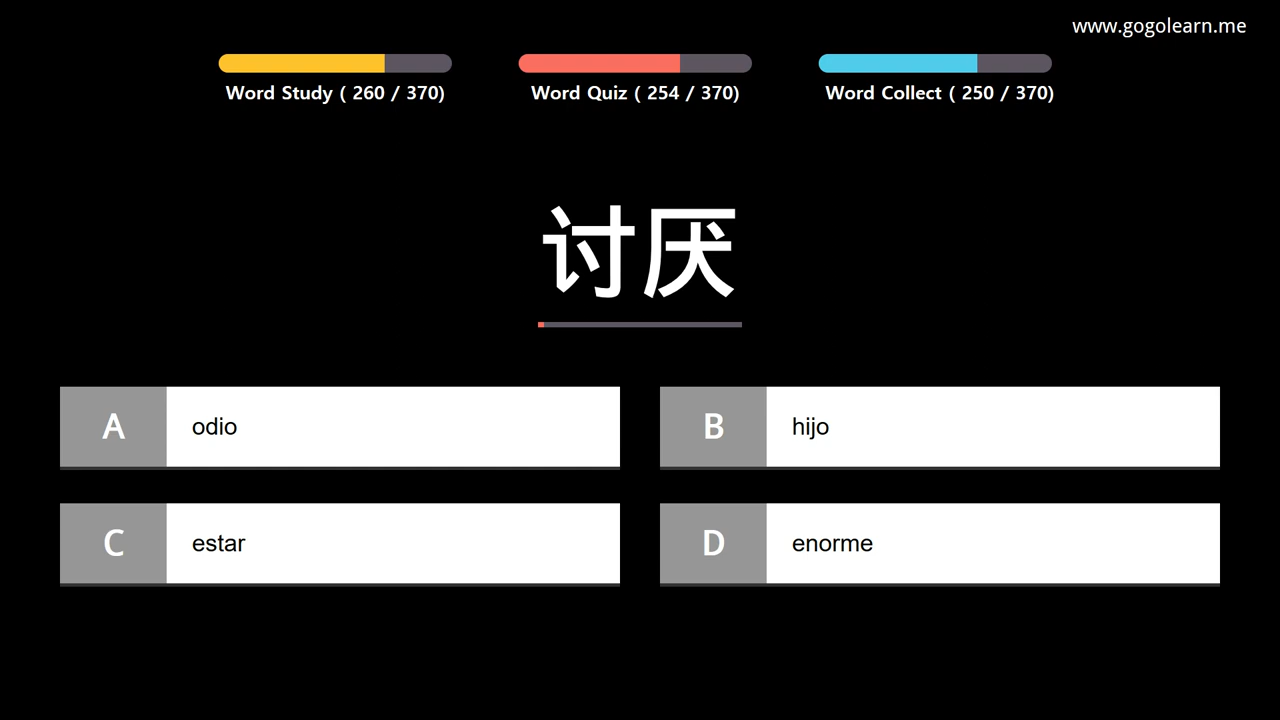 www.gogolearn.me
Word Study ( 260 / 370)
Word Quiz ( 254 / 370)
Word Collect ( 250 / 370)
讨厌
A odio
B hijo
C estar
D enorme